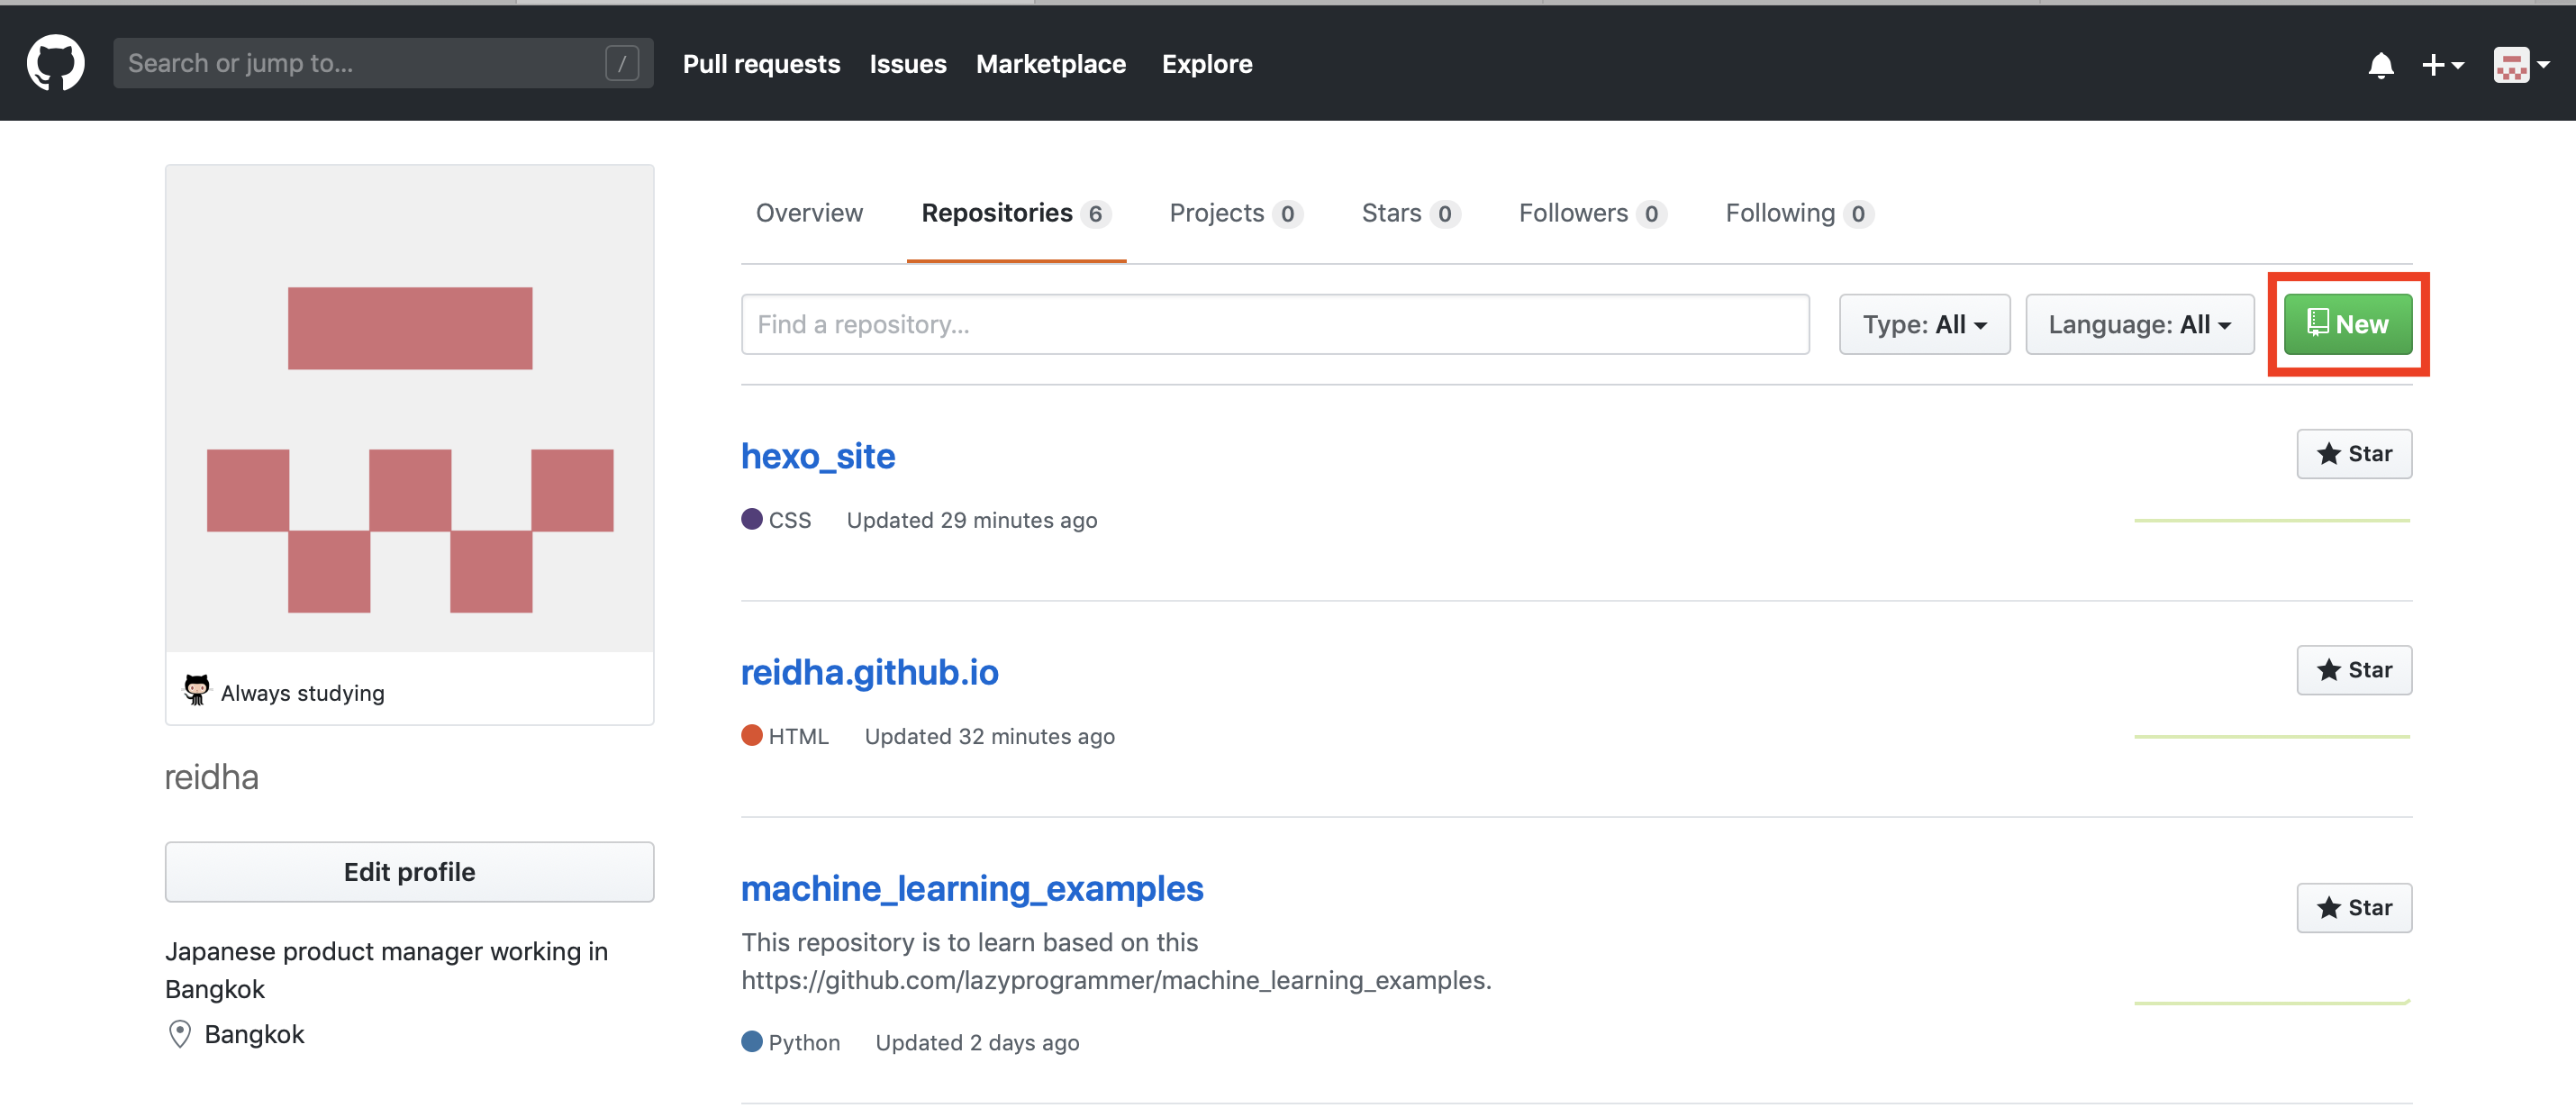 Search or jump to... /
Pull requests Issues Marketplace Explore
Overview Repositories 6 Projects 0 Stars 0 Followers 0 Following 0
Find a repository... Type: All Language: All New
hexo_site Star
CSS Updated 29 minutes ago
reidha.github.io Star
HTML Updated 32 minutes ago
machine_learning_examples Star
This repository is to learn based on this
https://github.com/lazyprogrammer/machine_learning_examples.
Python Updated 2 days ago
Always studying
reidha
Edit profile
Japanese product manager working in
Bangkok
Bangkok